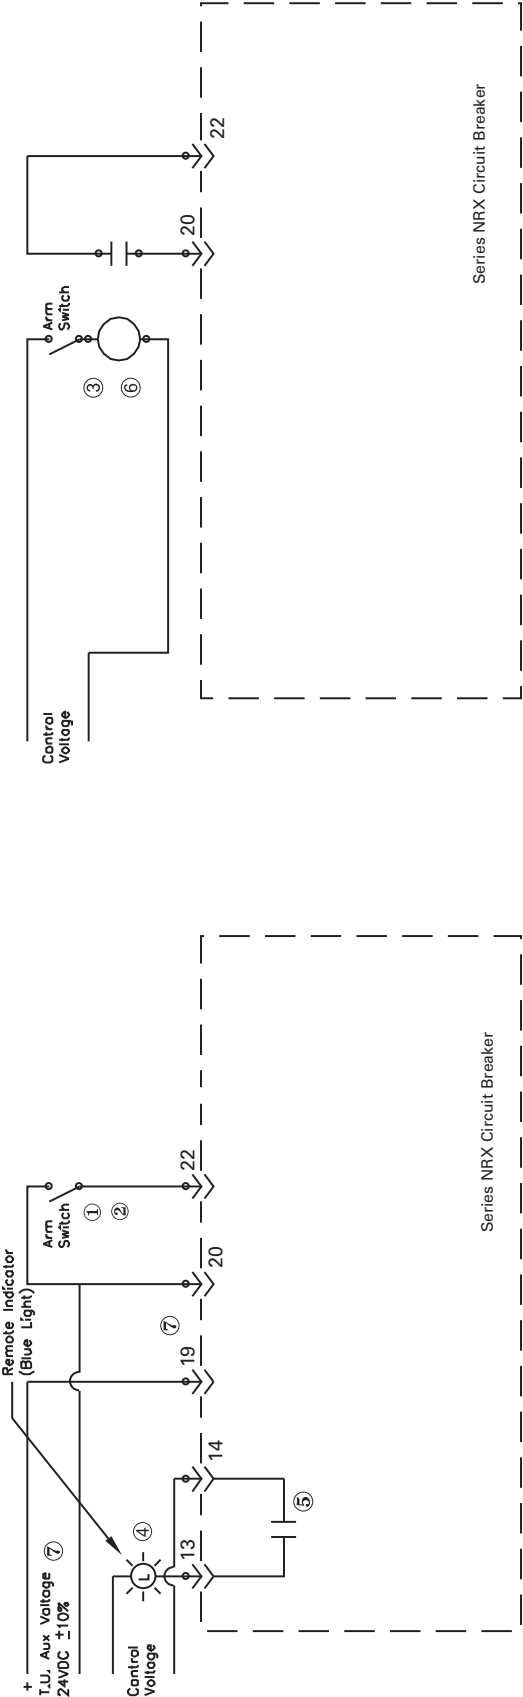 Remote Indicator
(Blue Light)
+
T.U. Aux Voltage
24VDC ±10%
⑦
Control
Voltage
④
L
Arm
Switch
①
②
⑦
13
14
19
20
22
⑤
Series NRX Circuit Breaker
Control
Voltage
Arm
Switch
③
⑥
20
22
Series NRX Circuit Breaker